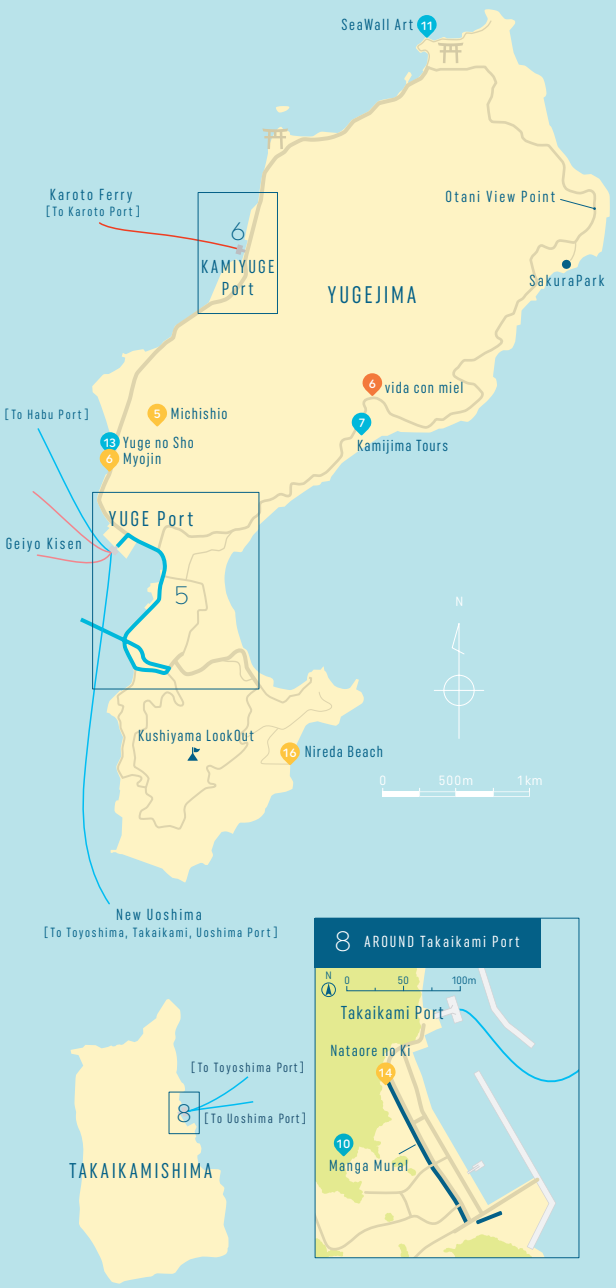 SeaWall Art 11
Karoto Ferry
[To Karoto Port]
Otani View Point
6
KAMIYUGE
Port
SakuraPark
YUGEJIMA
6 vida con miel
[To Habu Port]
5 Michishio
7
Kamijima Tours
13 Yuge no Sho
6 Myojin
YUGE Port
Geiyo Kisen
5
N
Kushiyama LookOut
16 Nireda Beach
0 500m 1km
New Uoshima
[To Toyoshima, Takaikami, Uoshima Port]
8 AROUND Takaikami Port
N
0 50 100m
Takaikami Port
Nataore no Ki
14
[To Toyoshima Port]
8
[To Uoshima Port]
10
Manga Mural
TAKAIKAMISHIMA